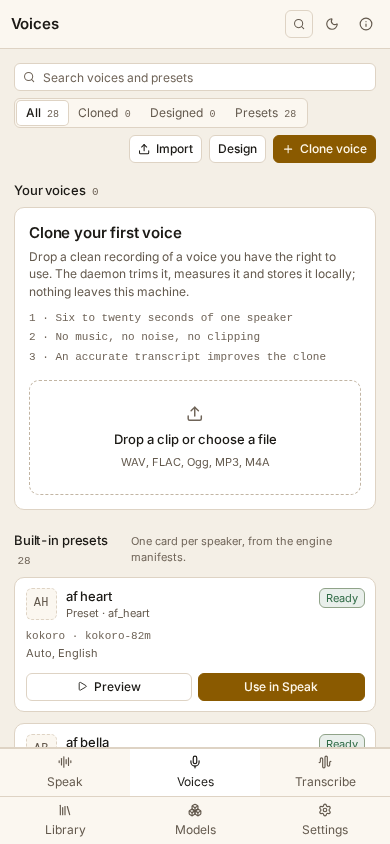 Voices
Search voices and presets
All 28 Cloned 0 Designed 0 Presets 28
Import Design Clone voice
Your voices 0
Clone your first voice
Drop a clean recording of a voice you have the right to
use. The daemon trims it, measures it and stores it locally;
nothing leaves this machine.
1 · Six to twenty seconds of one speaker
2 · No music, no noise, no clipping
3 · An accurate transcript improves the clone
Drop a clip or choose a file
WAV, FLAC, Ogg, MP3, M4A
Built-in presets
28
One card per speaker, from the engine
manifests.
AH
af heart
Ready
Preset · af_heart
kokoro · kokoro-82m
Auto, English
Preview Use in Speak
AB
af bella
Ready
Speak Voices Transcribe
Library Models Settings